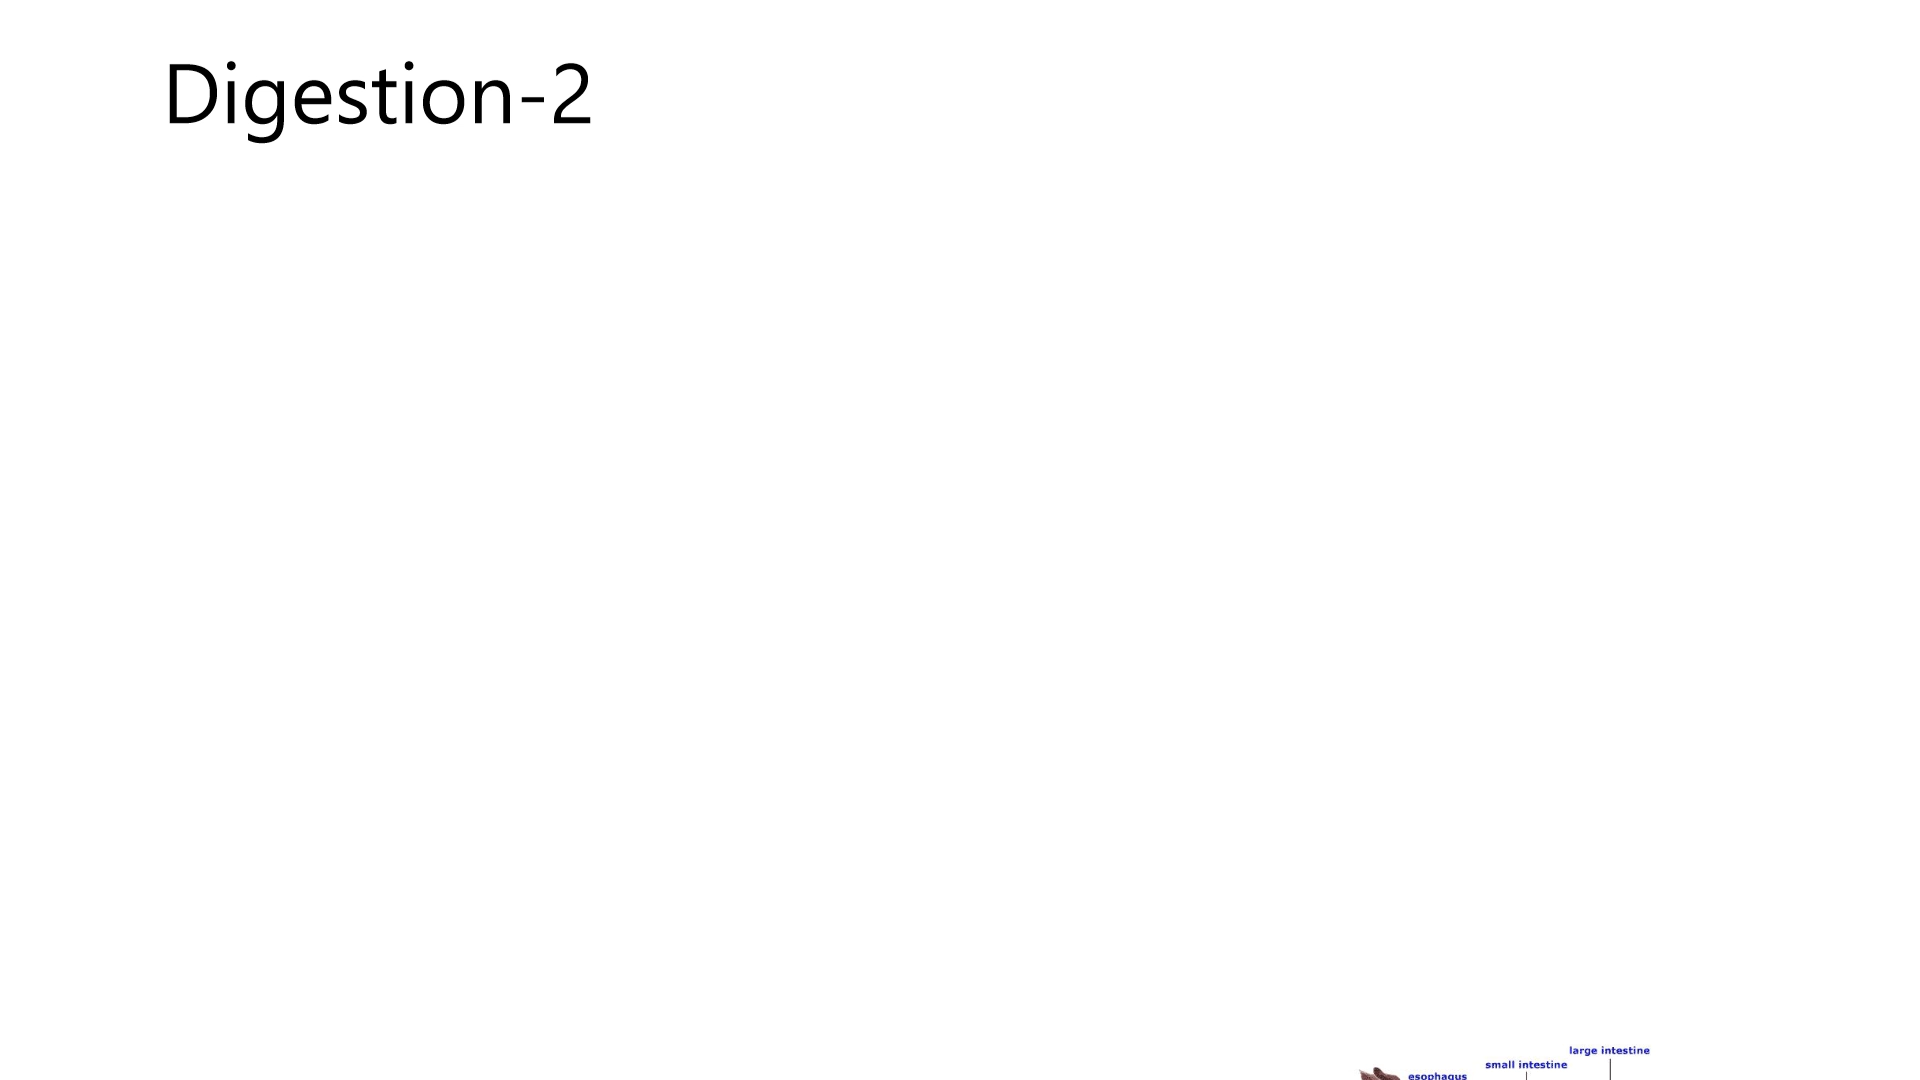 Digestion-2
large intestine
small intestine
esophagus